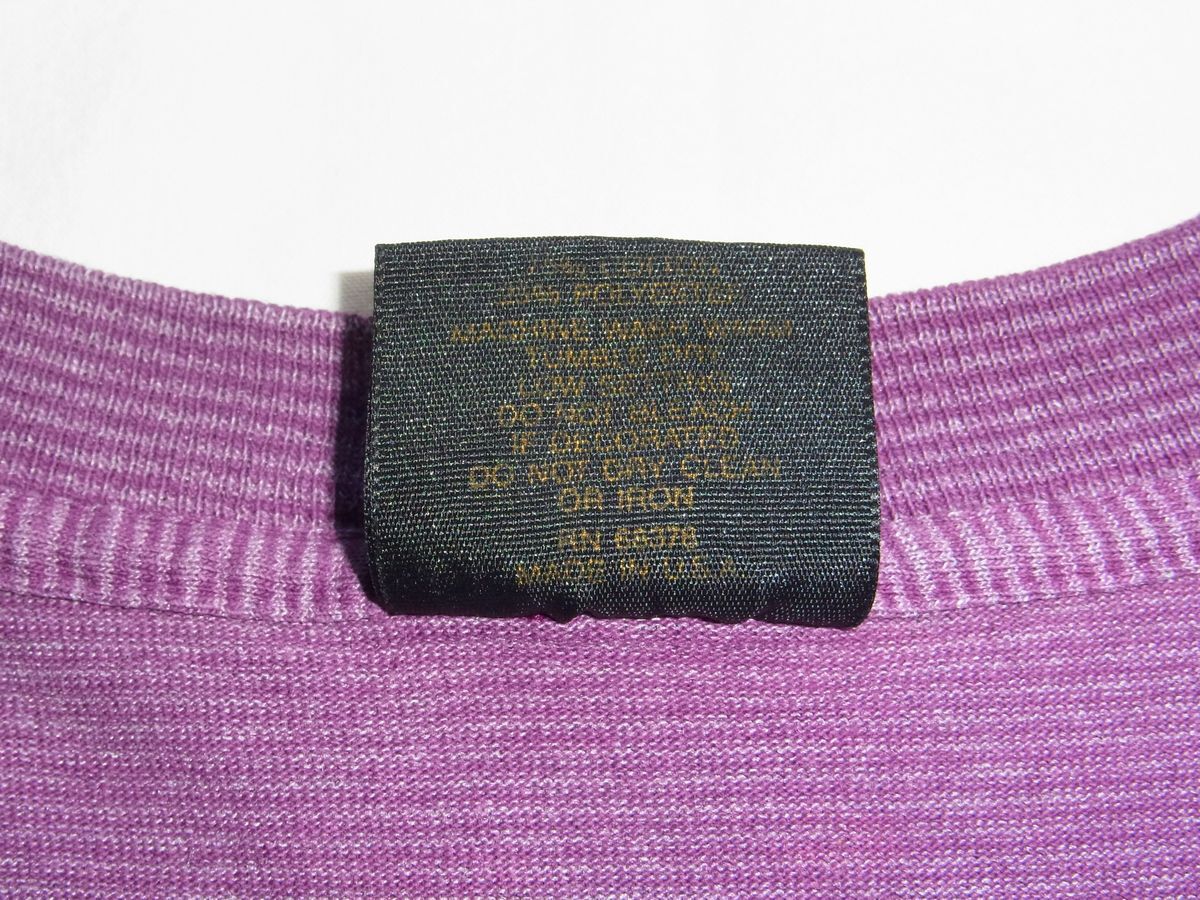 % COTTON
% POLYESTER
MACHINE WASH WARM
TUMBLE DRY
LOW SETTING
DO NOT BLEACH
IF DECORATED
DO NOT DRY CLEAN
OR IRON
RN
MADE IN U.S.A.